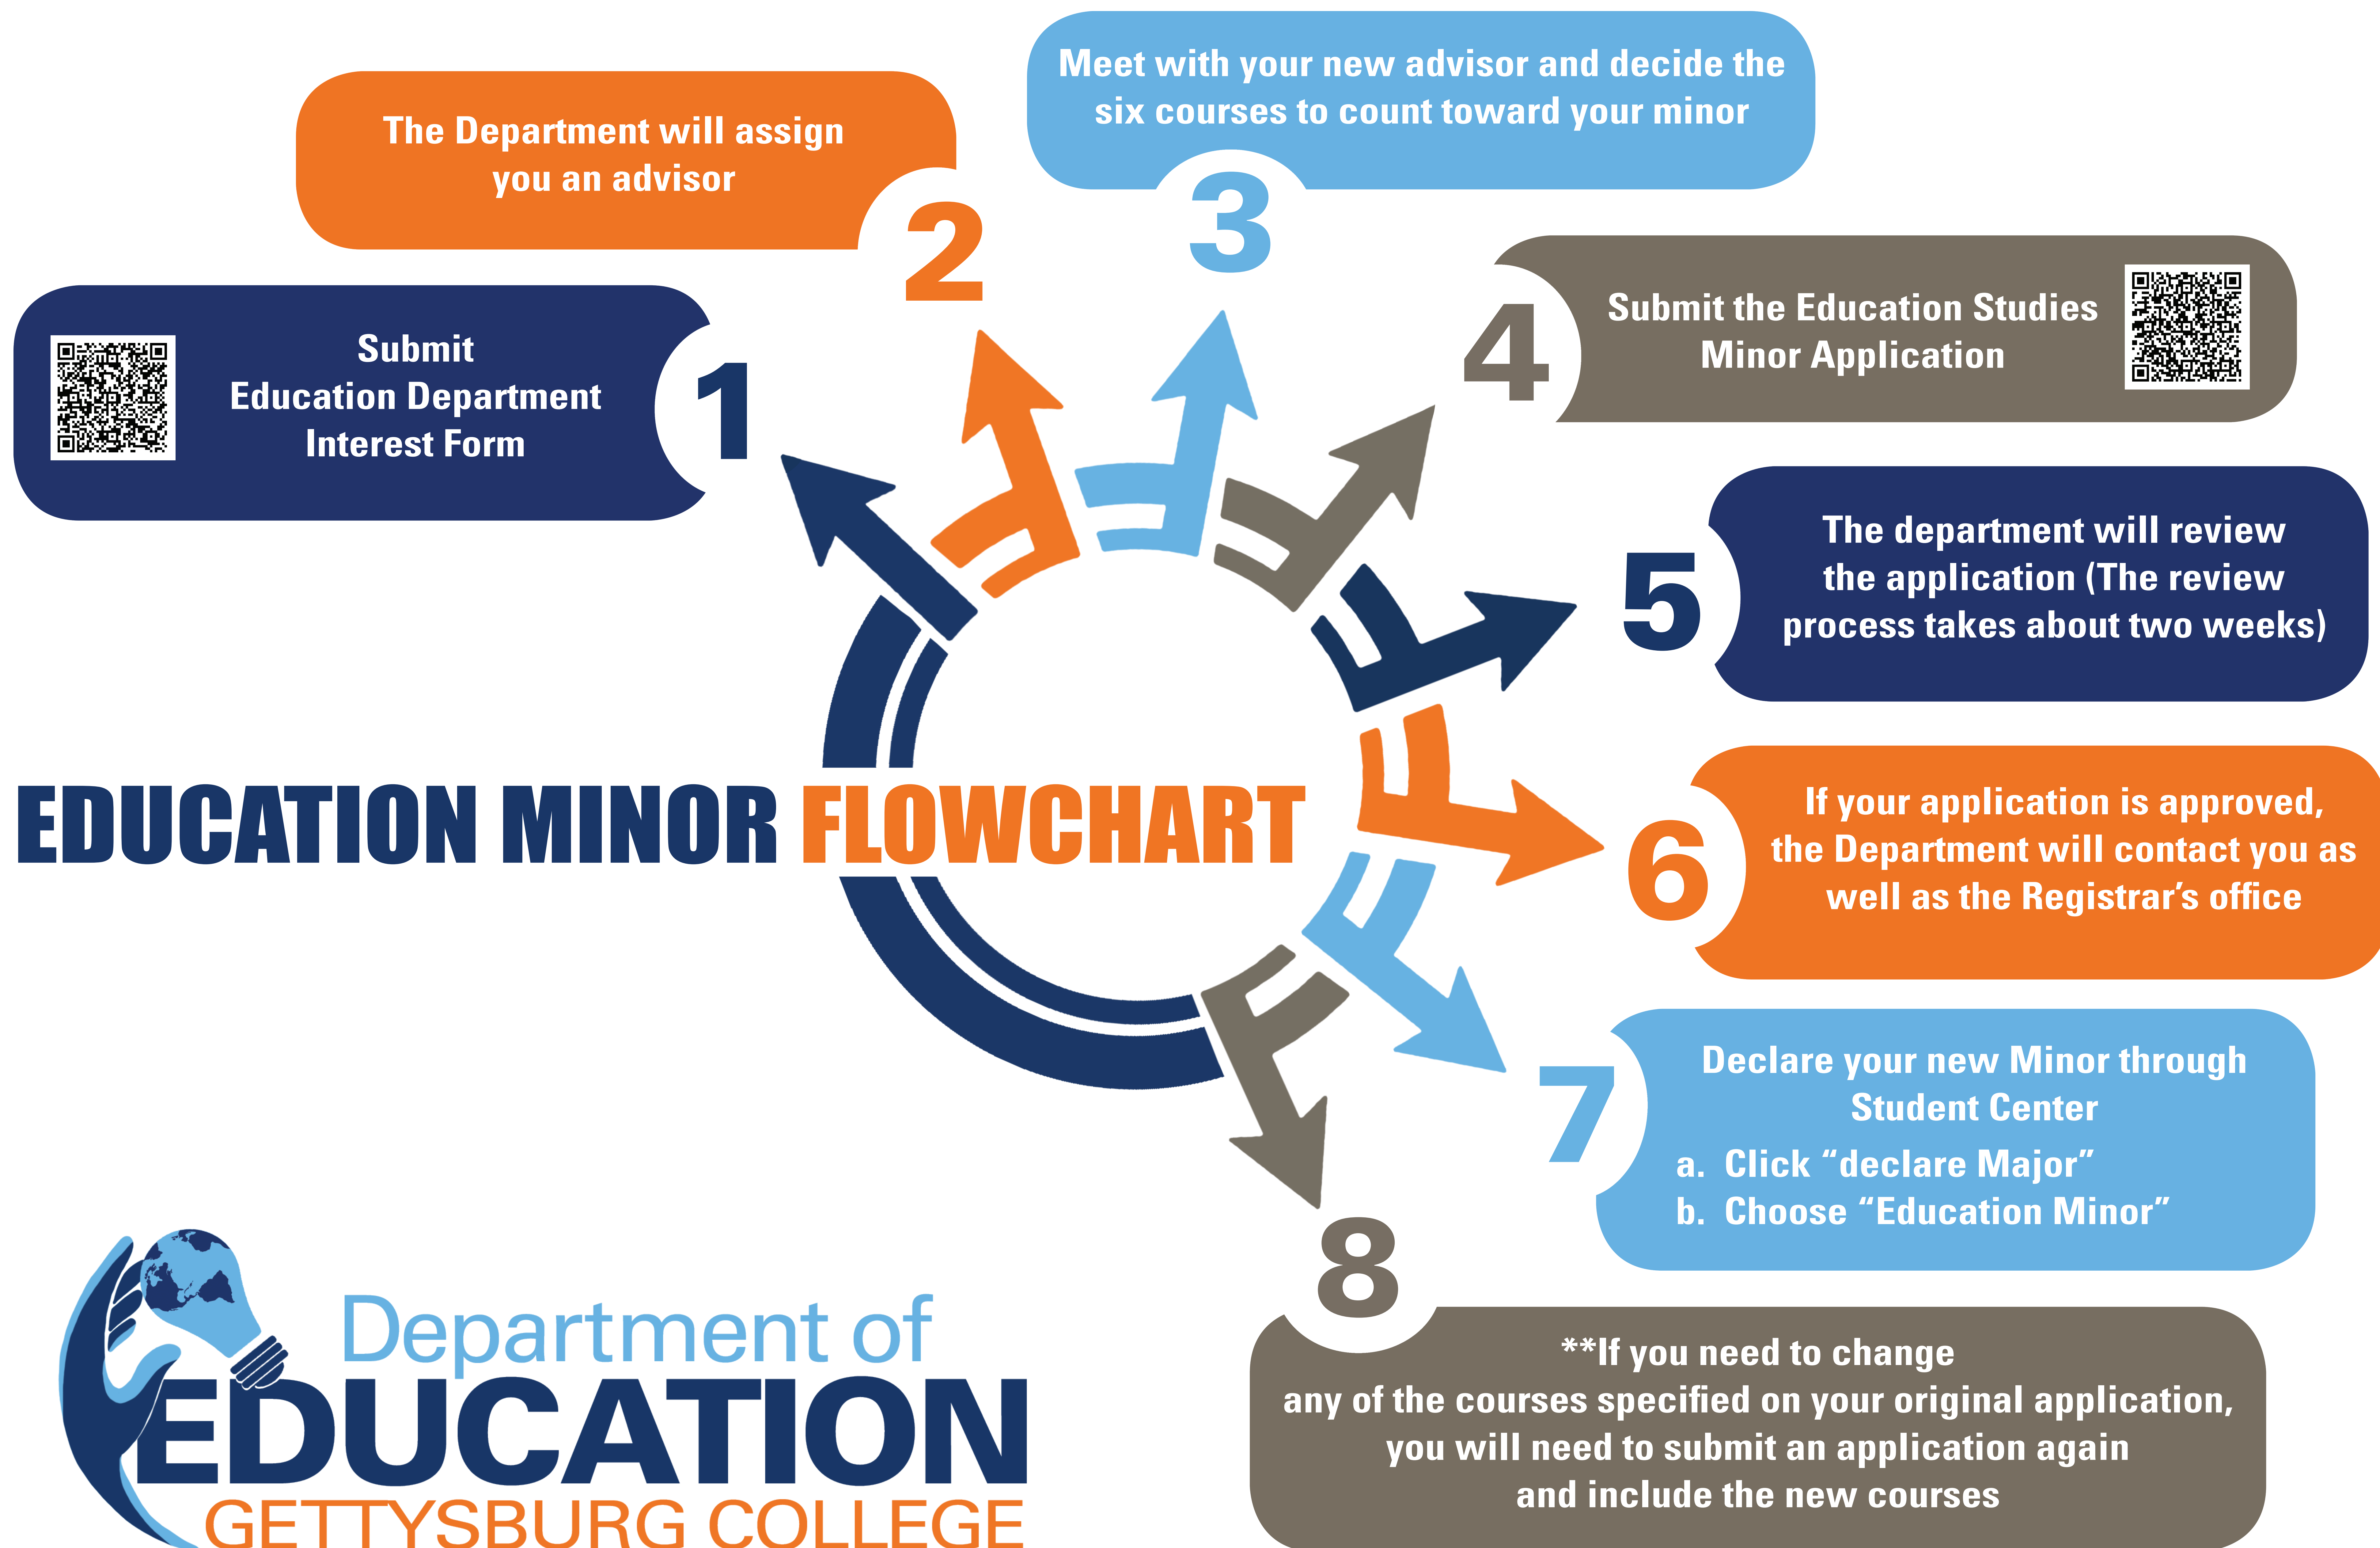 EDUCATION MINOR FLOWCHART
1
Submit
Education Department
Interest Form
2
The Department will assign
you an advisor
3
Meet with your new advisor and decide the
six courses to count toward your minor
4
Submit the Education Studies
Minor Application
5
The department will review
the application (The review
process takes about two weeks)
6
If your application is approved,
the Department will contact you as
well as the Registrar’s office
7
Declare your new Minor through
Student Center
a. Click “declare Major”
b. Choose “Education Minor”
8
**If you need to change
any of the courses specified on your original application,
you will need to submit an application again
and include the new courses
Department of
EDUCATION
GETTYSBURG COLLEGE